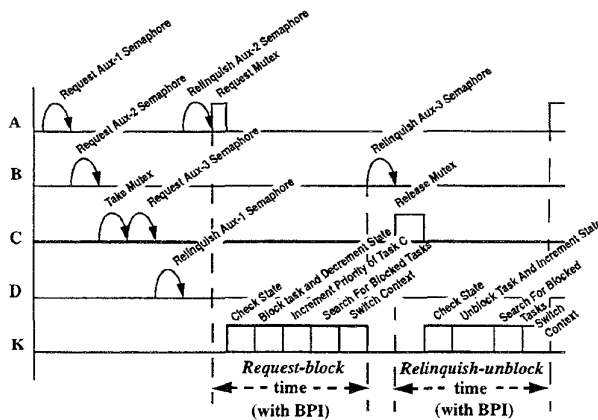 Request Aux-1 Semaphore
Request Aux-2 Semaphore
Take Mutex
Request Aux-3 Semaphore
Relinquish Aux-1 Semaphore
Relinquish Aux-2 Semaphore
Request Mutex
Relinquish Aux-3 Semaphore
Release Mutex
A
B
C
D
K
Check State
Block task and Decrement State
Increment Priority of Task C
Search For Blocked Tasks
Switch Context
Check State
Unblock Task And Increment State
Search For Blocked
Tasks
Switch
Context
Request-block
time
(with BPI)
Relinquish-unblock
time
(with BPI)